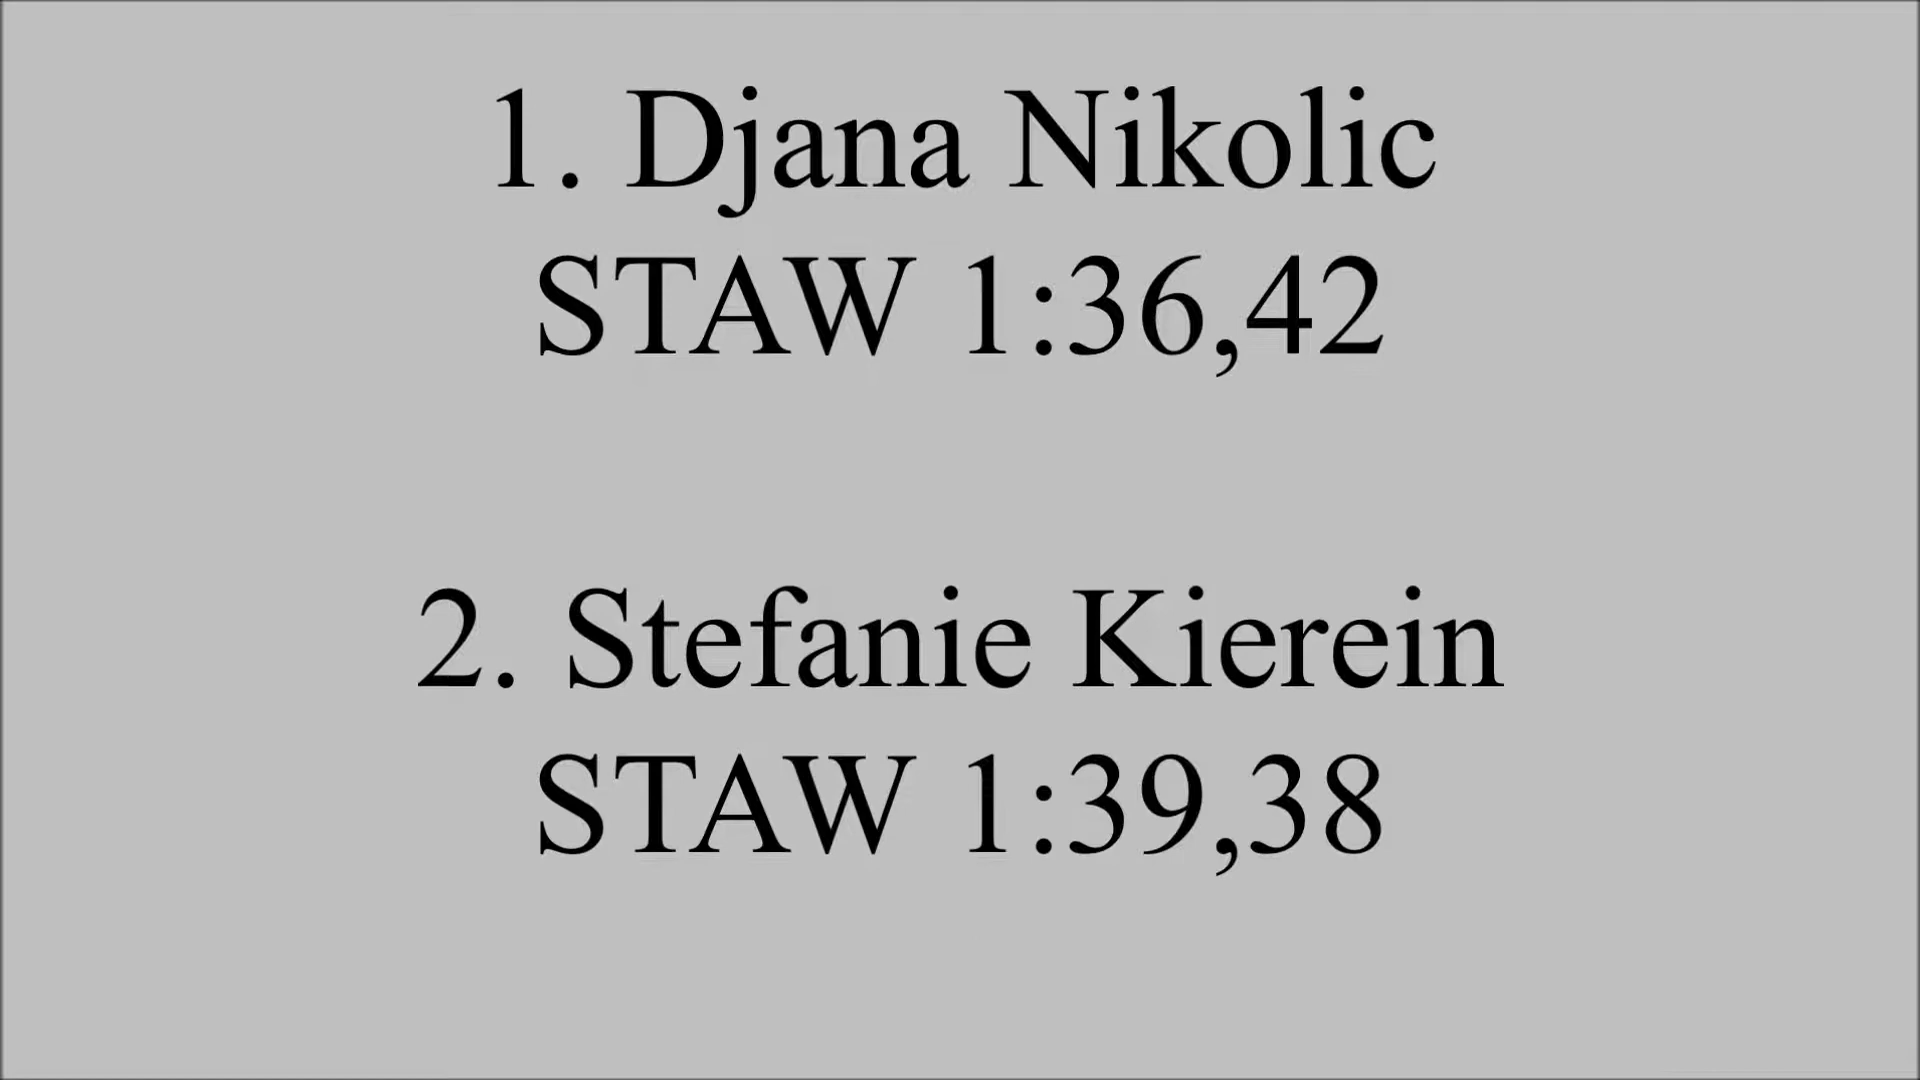 1. Djana Nikolic
STAW 1:36,42
2. Stefanie Kierein
STAW 1:39,38